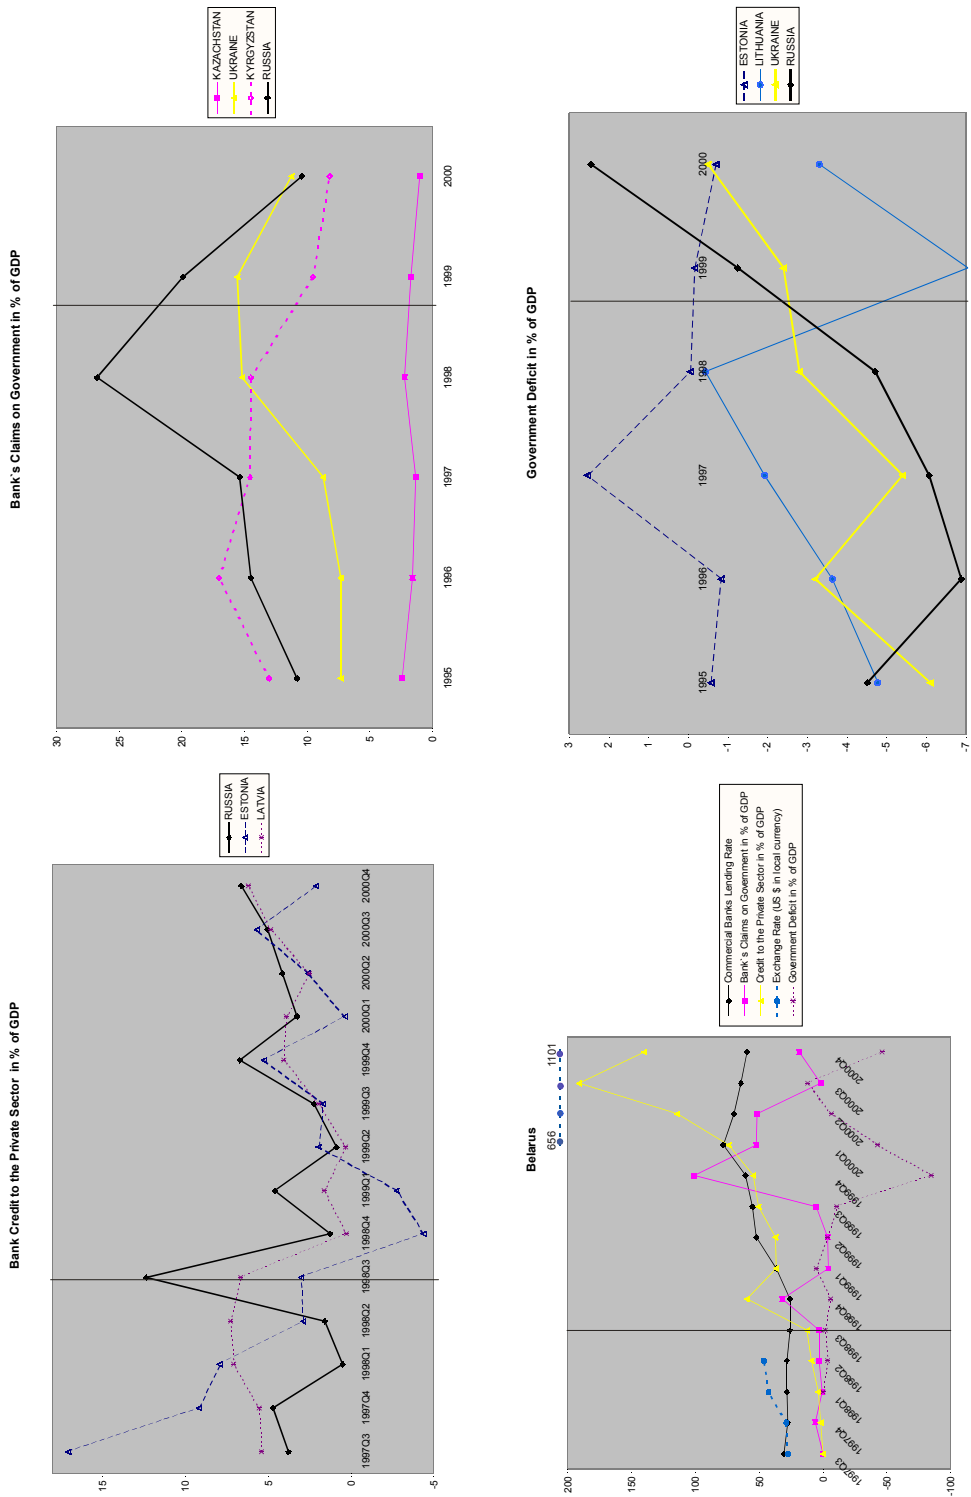 Bank Credit to the Private Sector in % of GDP
15
10
5
0
-5
1997Q3
1997Q4
1998Q1
1998Q2
1998Q3
1998Q4
1999Q1
1999Q2
1999Q3
1999Q4
2000Q1
2000Q2
2000Q3
2000Q4
RUSSIA
ESTONIA
LATVIA
Bank`s Claims on Government in % of GDP
30
25
20
15
10
5
0
1995
1996
1997
1998
1999
2000
KAZACHSTAN
UKRAINE
KYRGYZSTAN
RUSSIA
Belarus
656
1101
200
150
100
50
0
-50
-100
1997Q3
1997Q4
1998Q1
1998Q2
1998Q3
1998Q4
1999Q1
1999Q2
1999Q3
1999Q4
2000Q1
2000Q2
2000Q3
2000Q4
Commercial Banks Lending Rate
Bank`s Claims on Government in % of GDP
Credit to the Private Sector in % of GDP
Exchange Rate (US $ in local currency)
Government Deficit in % of GDP
Government Deficit in % of GDP
3
2
1
0
-1
-2
-3
-4
-5
-6
-7
1995
1996
1997
1998
1999
2000
ESTONIA
LITHUANIA
UKRAINE
RUSSIA